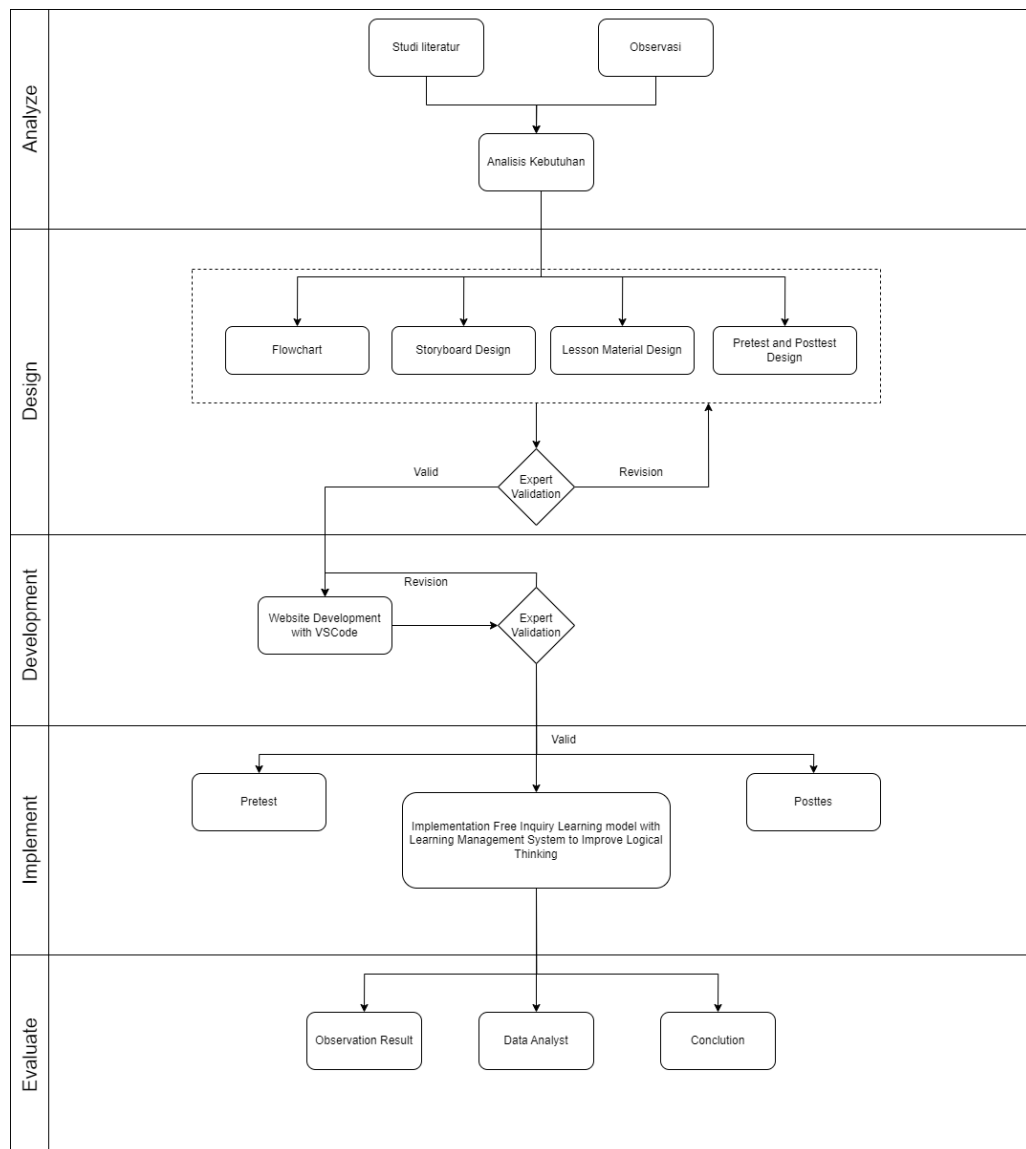 Analyze
Studi literatur
Observasi
Analisis Kebutuhan
Design
Flowchart
Storyboard Design
Lesson Material Design
Pretest and Posttest
Design
Valid
Expert
Validation
Revision
Development
Revision
Website Development
with VSCode
Expert
Validation
Implement
Valid
Pretest
Implementation Free Inquiry Learning model with
Learning Management System to Improve Logical
Thinking
Posttes
Evaluate
Observation Result
Data Analyst
Conclution